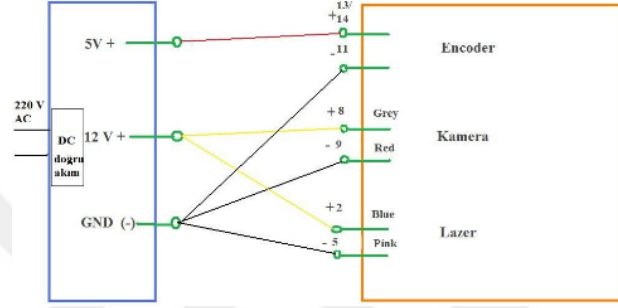 5V +
220 V
AC
DC
doğru
akım
12 V +
GND (-)
+ 13/
14
- 11
Encoder
+ 8
Grey
- 9
Red
Kamera
+ 2
Blue
- 5
Pink
Lazer